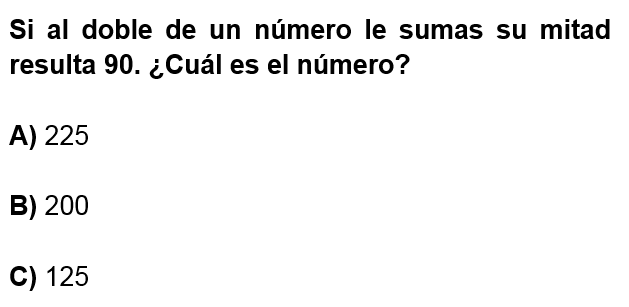 Si al doble de un número le sumas su mitad
resulta 90. ¿Cuál es el número?
A) 225
B) 200
C) 125